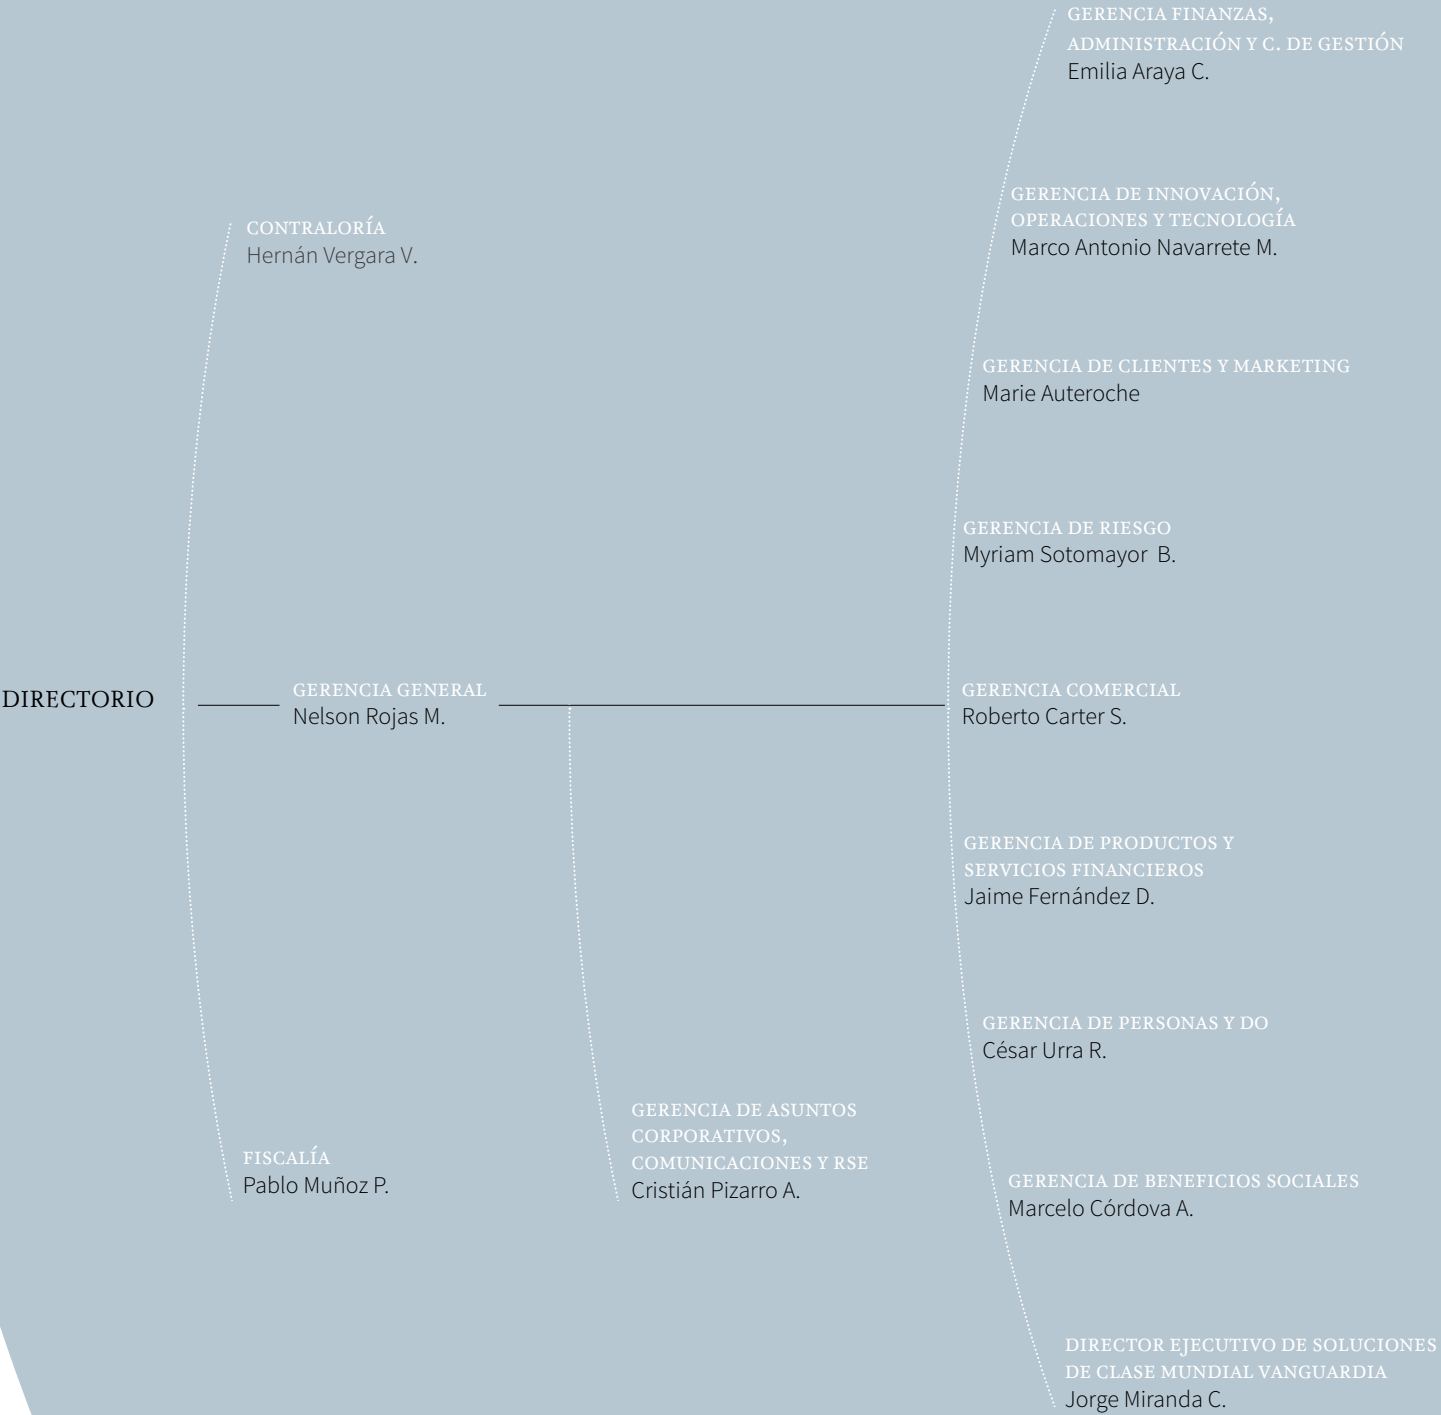 DIRECTORIO
CONTRALORÍA
Hernán Vergara V.
GERENCIA GENERAL
Nelson Rojas M.
FISCALÍA
Pablo Muñoz P.
GERENCIA DE ASUNTOS
CORPORATIVOS,
COMUNICACIONES Y RSE
Cristián Pizarro A.
GERENCIA FINANZAS,
ADMINISTRACIÓN Y C. DE GESTIÓN
Emilia Araya C.
GERENCIA DE INNOVACIÓN,
OPERACIONES Y TECNOLOGÍA
Marco Antonio Navarrete M.
GERENCIA DE CLIENTES Y MARKETING
Marie Auteroche
GERENCIA DE RIESGO
Myriam Sotomayor B.
GERENCIA COMERCIAL
Roberto Carter S.
GERENCIA DE PRODUCTOS Y
SERVICIOS FINANCIEROS
Jaime Fernández D.
GERENCIA DE PERSONAS Y DO
César Urra R.
GERENCIA DE BENEFICIOS SOCIALES
Marcelo Córdova A.
DIRECTOR EJECUTIVO DE SOLUCIONES
DE CLASE MUNDIAL VANGUARDIA
Jorge Miranda C.